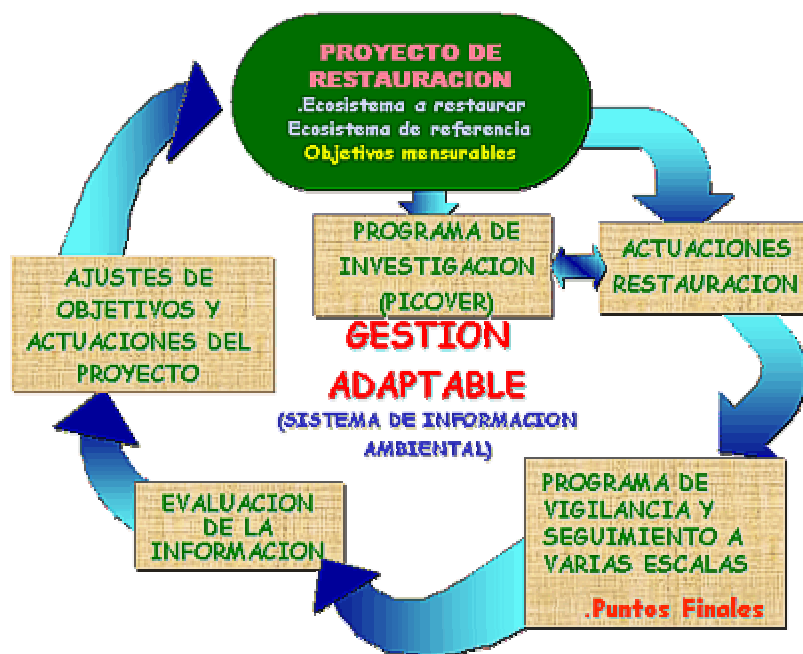 PROYECTO DE
RESTAURACION
.Ecosistema a restaurar
Ecosistema de referencia
Objetivos mensurables
PROGRAMA DE
INVESTIGACION
(PICOVER)
ACTUACIONES
RESTAURACION
AJUSTES DE
OBJETIVOS Y
ACTUACIONES DEL
PROYECTO
GESTION
ADAPTABLE
(SISTEMA DE INFORMACION
AMBIENTAL)
EVALUACION
DE LA
INFORMACION
PROGRAMA DE
VIGILANCIA Y
SEGUIMIENTO A
VARIAS ESCALAS
.Puntos Finales